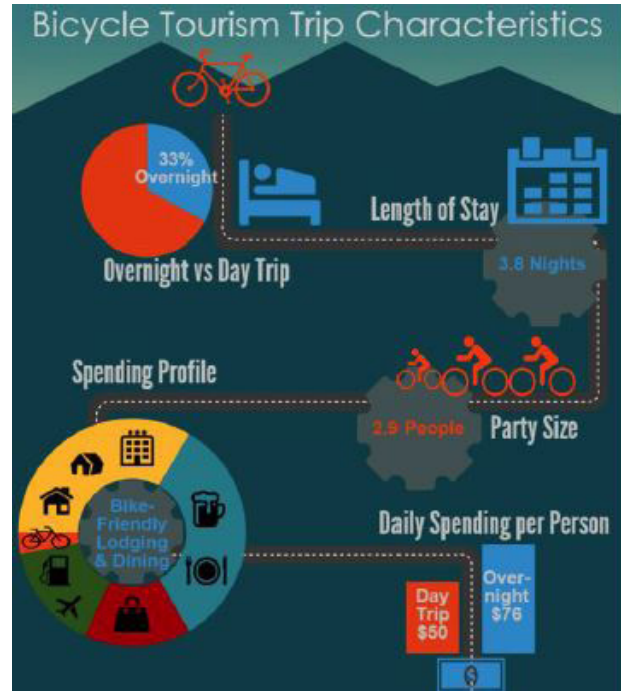 Bicycle Tourism Trip Characteristics
33%
Overnight
Length of Stay
3.8 Nights
Overnight vs Day Trip
Spending Profile
2.9 People
Party Size
Bike-
Friendly
Lodging
& Dining
Daily Spending per Person
Day
Trip
$50
Over-
night
$76
$